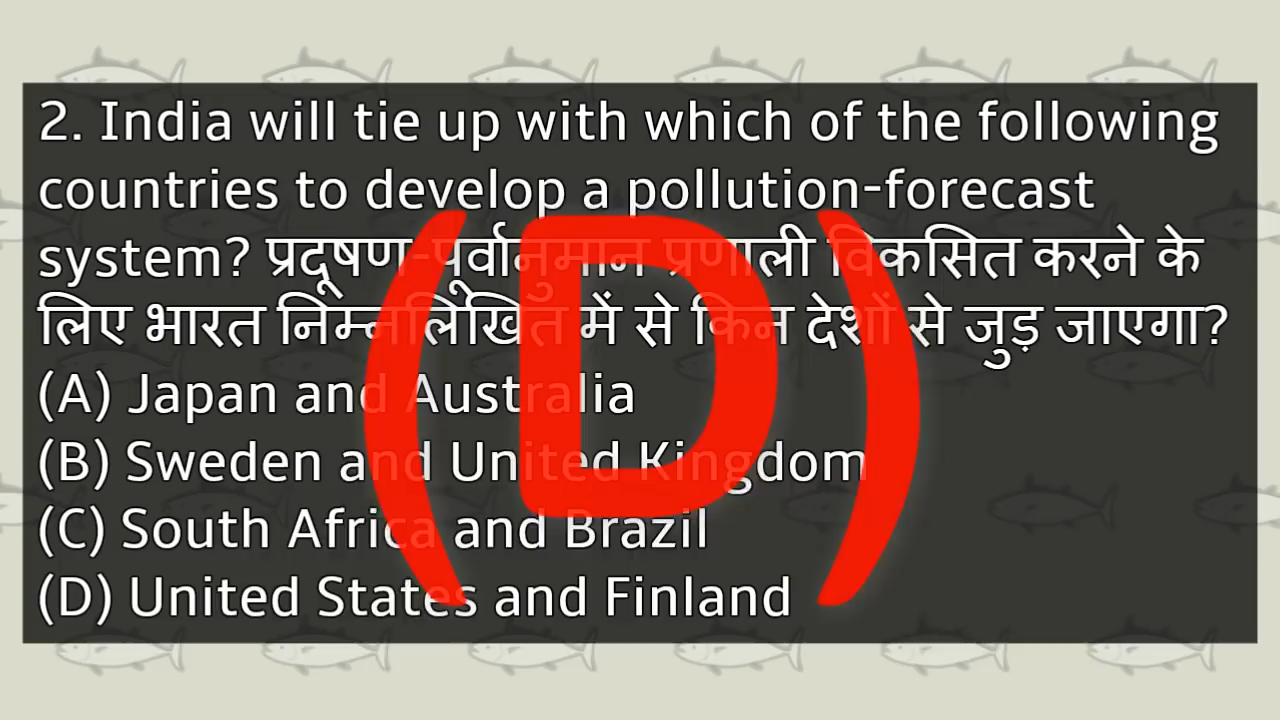 2. India will tie up with which of the following
countries to develop a pollution-forecast
system? प्रदूषण-पूर्वानुमान प्रणाली विकसित करने के
लिए भारत निम्नलिखित में से किन देशों से जुड़ जाएगा?
(A) Japan and Australia
(B) Sweden and United Kingdom
(C) South Africa and Brazil
(D) United States and Finland
(D)